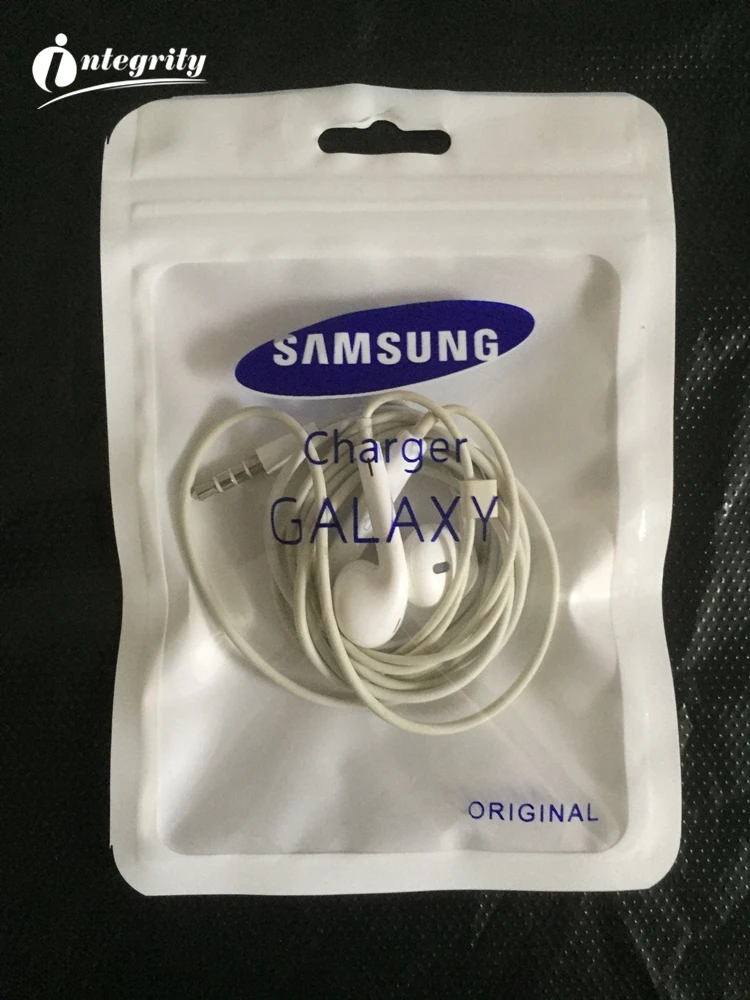 integrity
SAMSUNG
Charger
GALAXY
ORIGINAL